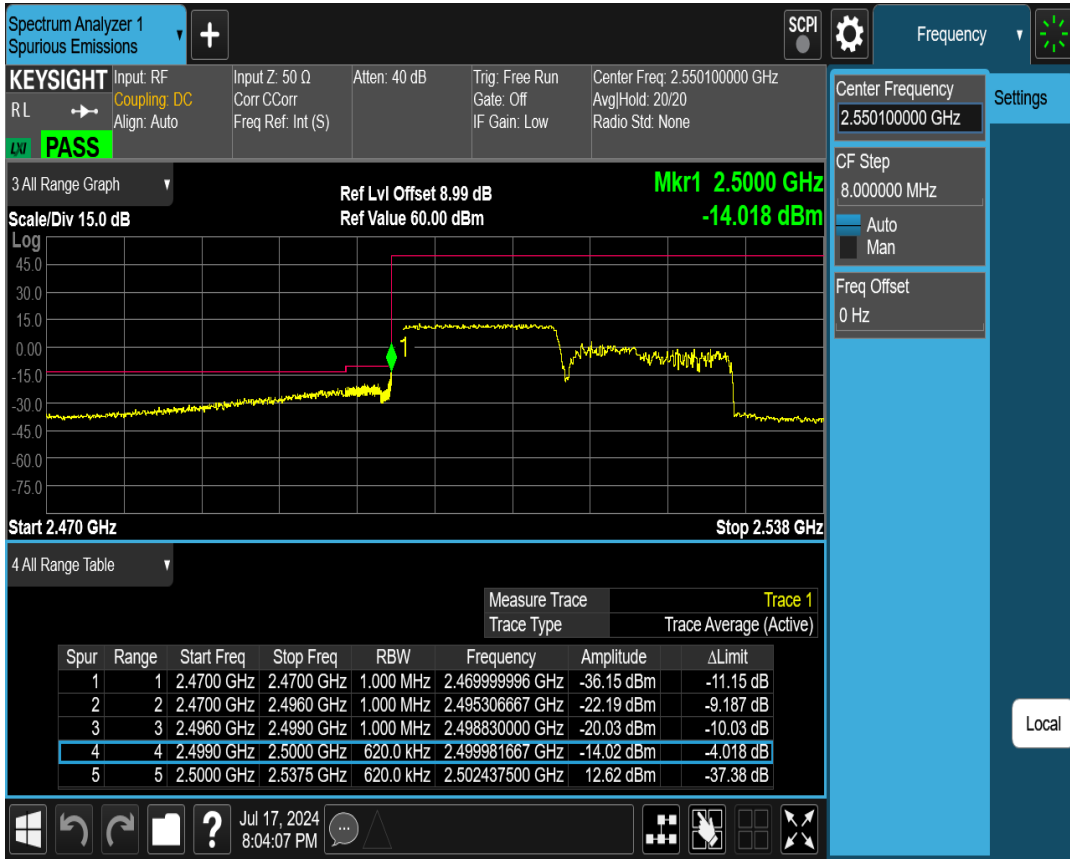 Spectrum Analyzer 1
Spurious Emissions
+
SCPI
Frequency
KEYSIGHT
RL
LXI
PASS
Input: RF
Coupling: DC
Align: Auto
Input Z: 50 Ω
Corr CCorr
Freq Ref: Int (S)
Atten: 40 dB
Trig: Free Run
Gate: Off
IF Gain: Low
Center Freq: 2.550100000 GHz
Avg|Hold: 20/20
Radio Std: None
Center Frequency
2.550100000 GHz
Settings
CF Step
8.000000 MHz
Auto
Man
Freq Offset
0 Hz
Local
3 All Range Graph
Scale/Div 15.0 dB
Ref Lvl Offset 8.99 dB
Ref Value 60.00 dBm
Mkr1 2.5000 GHz
-14.018 dBm
Log
45.0
30.0
15.0
0.00
-15.0
-30.0
-45.0
-60.0
-75.0
1
Start 2.470 GHz
Stop 2.538 GHz
4 All Range Table
Measure Trace Trace 1
Trace Type Trace Average (Active)
Spur Range Start Freq Stop Freq RBW Frequency Amplitude ΔLimit
1 1 2.4700 GHz 2.4700 GHz 1.000 MHz 2.469999996 GHz -36.15 dBm -11.15 dB
2 2 2.4700 GHz 2.4960 GHz 1.000 MHz 2.495306667 GHz -22.19 dBm -9.187 dB
3 3 2.4960 GHz 2.4990 GHz 1.000 MHz 2.498830000 GHz -20.03 dBm -10.03 dB
4 4 2.4990 GHz 2.5000 GHz 620.0 kHz 2.499981667 GHz -14.02 dBm -4.018 dB
5 5 2.5000 GHz 2.5375 GHz 620.0 kHz 2.502437500 GHz 12.62 dBm -37.38 dB
?
Jul 17, 2024
8:04:07 PM